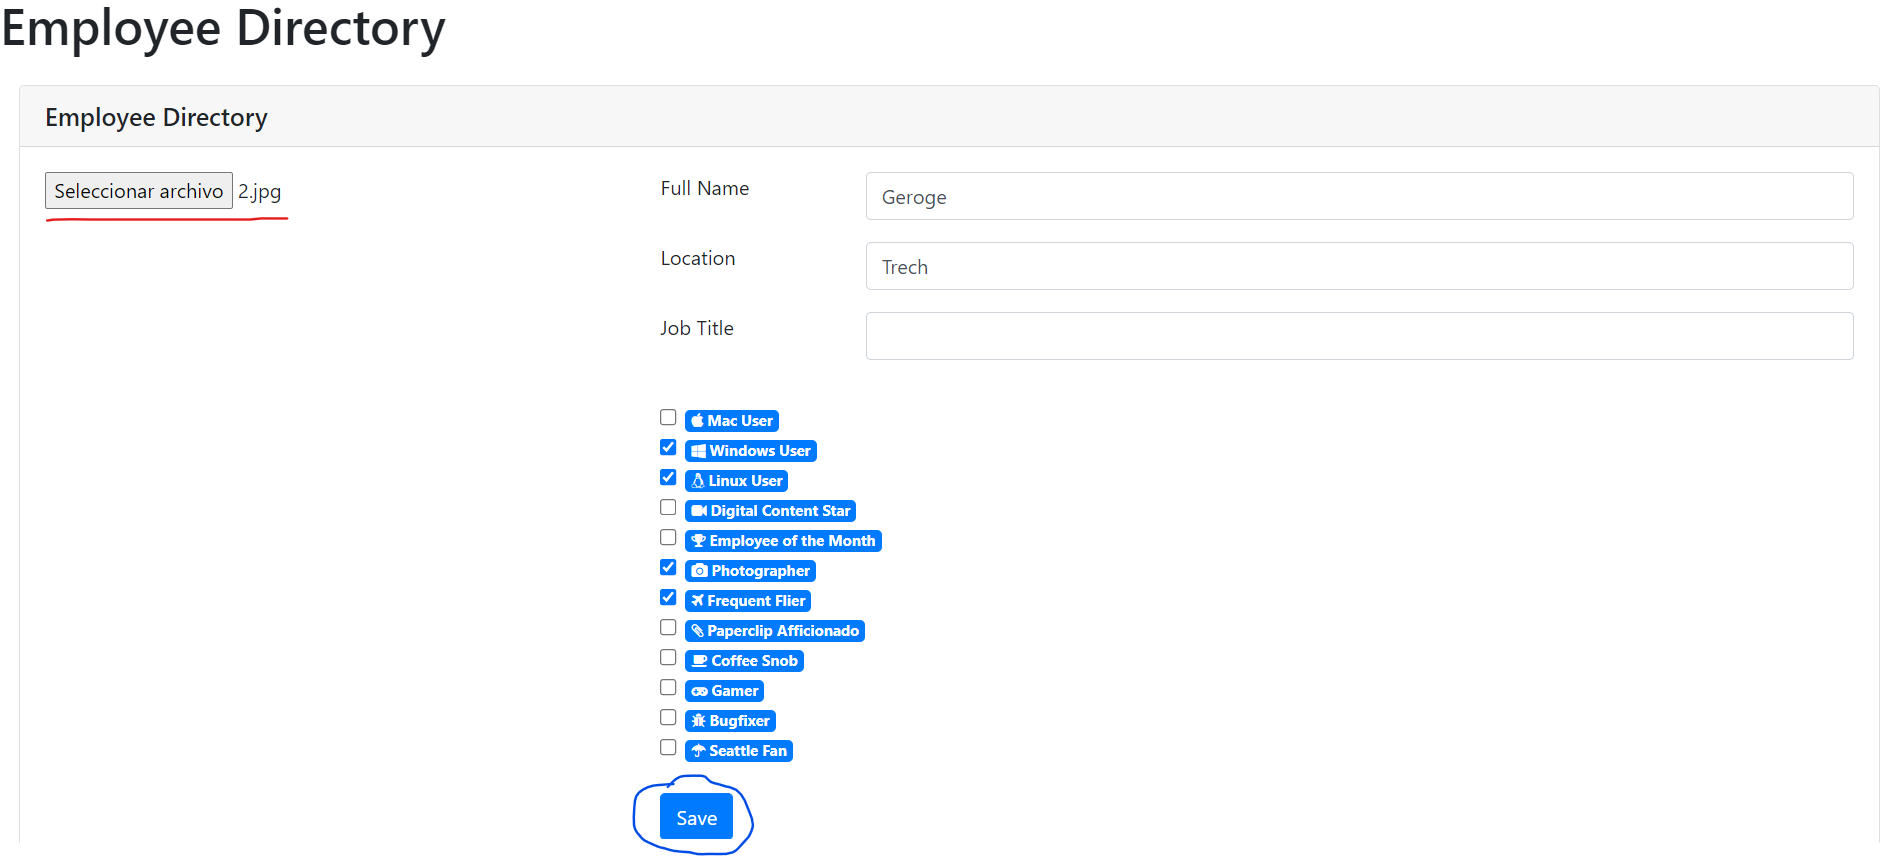 Employee Directory
Employee Directory
Seleccionar archivo 2.jpg
Full Name Geroge
Location Trech
Job Title
Mac User
Windows User
Linux User
Digital Content Star
Employee of the Month
Photographer
Frequent Flier
Paperclip Afficionado
Coffee Snob
Gamer
Bugfixer
Seattle Fan
Save